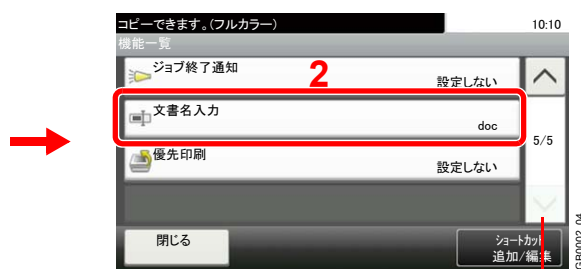 コピーできます。(フルカラー)
10:10
機能一覧
ジョブ終了通知
2
設定しない
文書名入力
doc
5/5
優先印刷
設定しない
閉じる
ショートカット
追加/編集